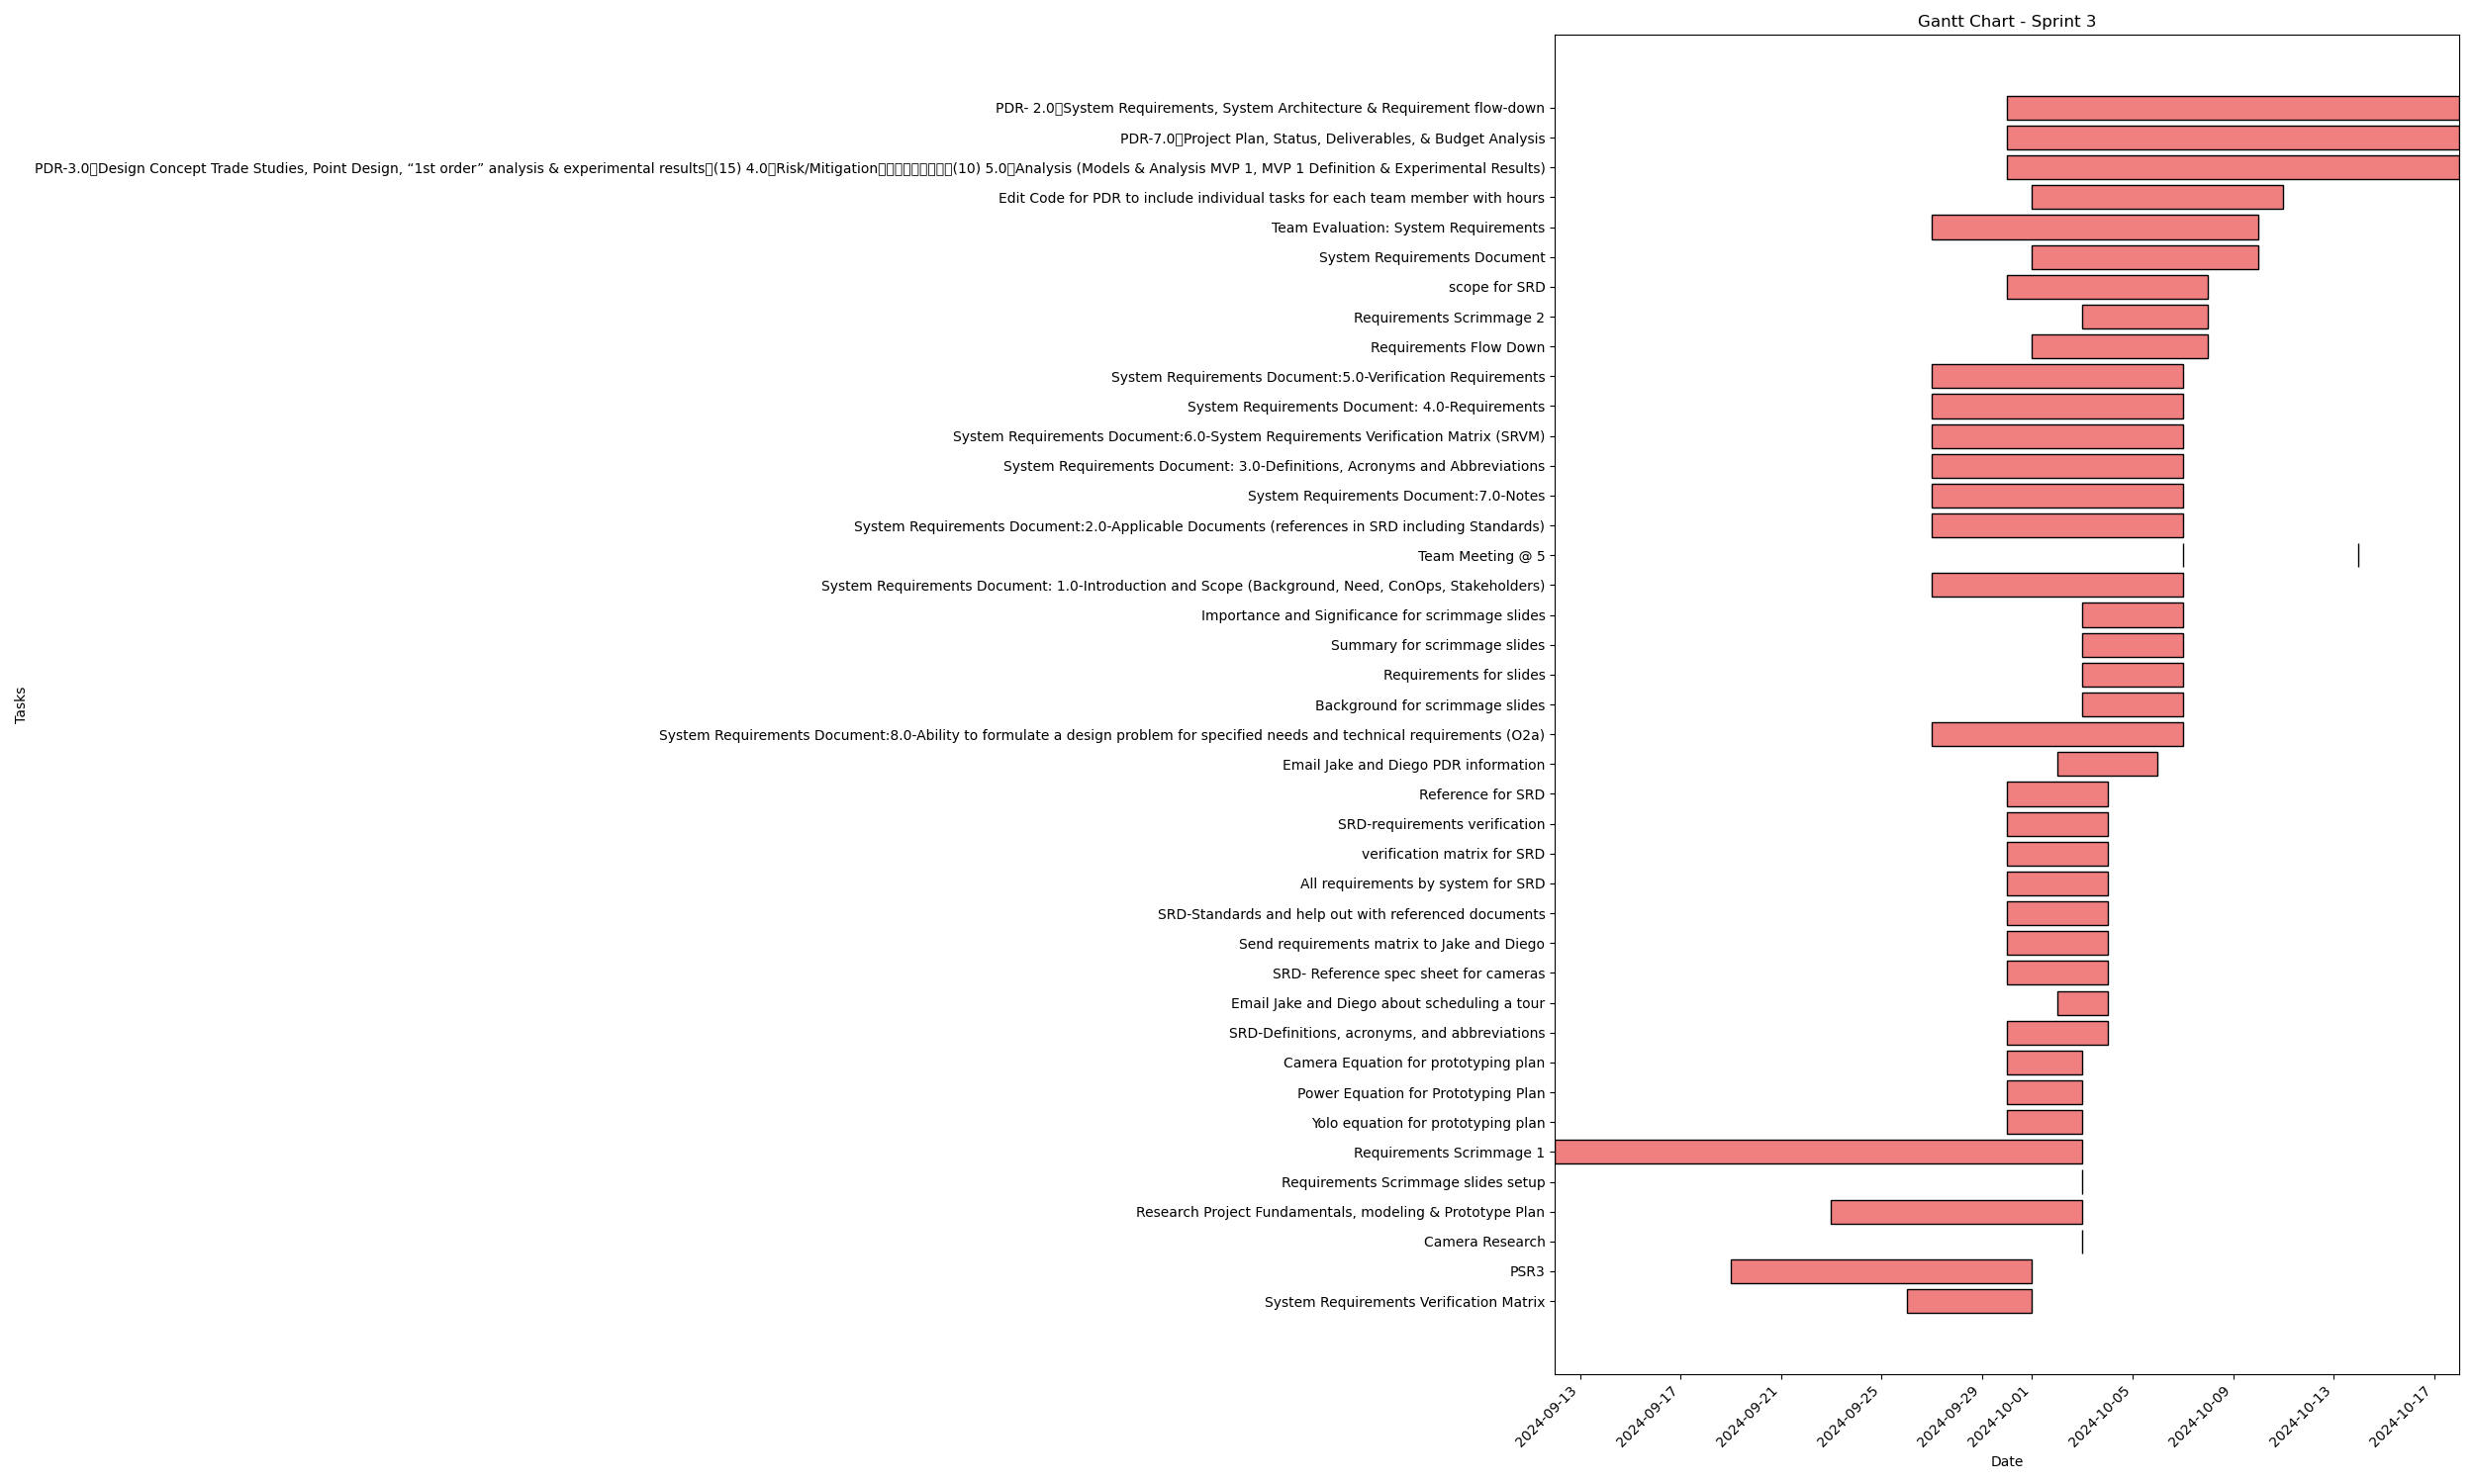 Gantt Chart - Sprint 3
PDR- 2.0▯System Requirements, System Architecture & Requirement flow-down
PDR-7.0▯Project Plan, Status, Deliverables, & Budget Analysis
PDR-3.0▯Design Concept Trade Studies, Point Design, “1st order” analysis & experimental results▯(15) 4.0▯Risk/Mitigation▯▯▯▯▯▯▯▯▯(10) 5.0▯Analysis (Models & Analysis MVP 1, MVP 1 Definition & Experimental Results)
Edit Code for PDR to include individual tasks for each team member with hours
Team Evaluation: System Requirements
System Requirements Document
scope for SRD
Requirements Scrimmage 2
Requirements Flow Down
System Requirements Document:5.0-Verification Requirements
System Requirements Document: 4.0-Requirements
System Requirements Document:6.0-System Requirements Verification Matrix (SRVM)
System Requirements Document: 3.0-Definitions, Acronyms and Abbreviations
System Requirements Document:7.0-Notes
System Requirements Document:2.0-Applicable Documents (references in SRD including Standards)
Team Meeting @ 5
System Requirements Document: 1.0-Introduction and Scope (Background, Need, ConOps, Stakeholders)
Importance and Significance for scrimmage slides
Summary for scrimmage slides
Requirements for slides
Background for scrimmage slides
System Requirements Document:8.0-Ability to formulate a design problem for specified needs and technical requirements (O2a)
Email Jake and Diego PDR information
Reference for SRD
SRD-requirements verification
verification matrix for SRD
All requirements by system for SRD
SRD-Standards and help out with referenced documents
Send requirements matrix to Jake and Diego
SRD- Reference spec sheet for cameras
Email Jake and Diego about scheduling a tour
SRD-Definitions, acronyms, and abbreviations
Camera Equation for prototyping plan
Power Equation for Prototyping Plan
Yolo equation for prototyping plan
Requirements Scrimmage 1
Requirements Scrimmage slides setup
Research Project Fundamentals, modeling & Prototype Plan
Camera Research
PSR3
System Requirements Verification Matrix
Tasks
2024-09-13
2024-09-17
2024-09-21
2024-09-25
2024-09-29
2024-10-01
2024-10-05
2024-10-09
2024-10-13
2024-10-17
Date